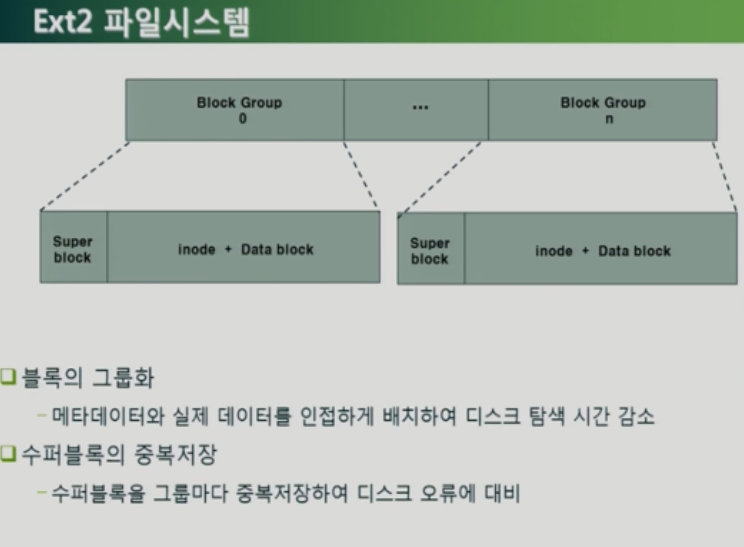 Ext2 파일시스템
Block Group
0
...
Block Group
n
Super
block
inode + Data block
Super
block
inode + Data block
블록의 그룹화
- 메타데이터와 실제 데이터를 인접하게 배치하여 디스크 탐색 시간 감소
수퍼블록의 중복저장
- 수퍼블록을 그룹마다 중복저장하여 디스크 오류에 대비